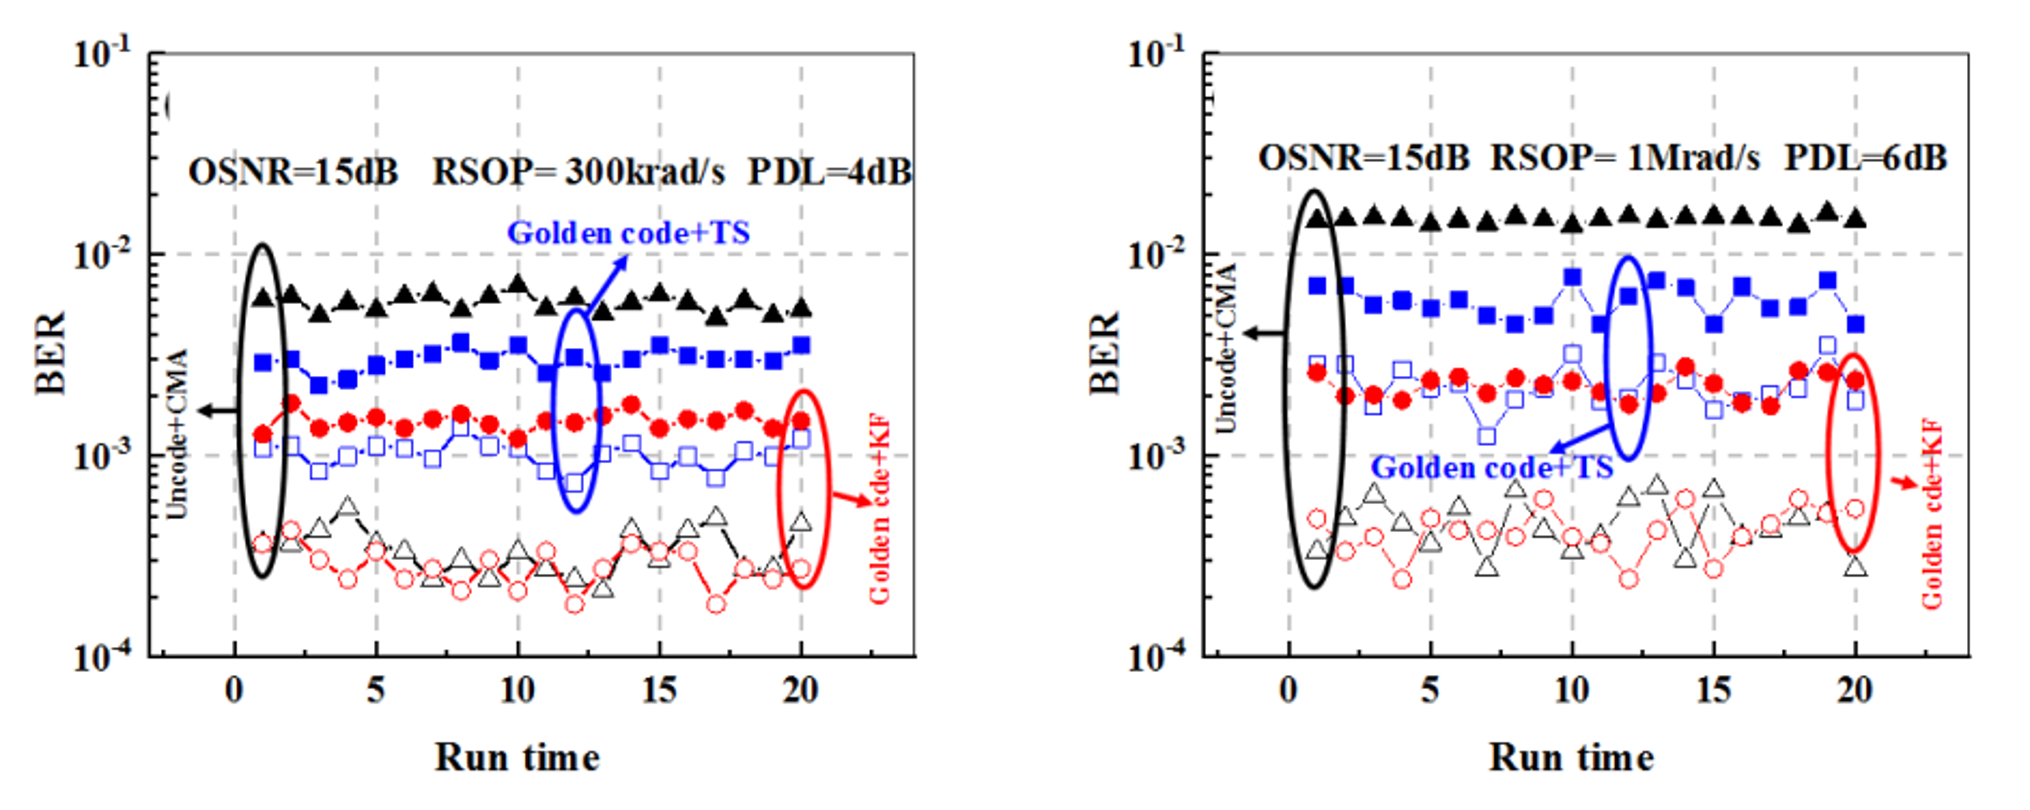 10-1
OSNR=15dB RSOP= 300krad/s PDL=4dB
Golden code+TS
10-2
BER
Uncode+CMA
10-3
Golden cde+KF
10-4
0 5 10 15 20
Run time
10-1
OSNR=15dB RSOP= 1Mrad/s PDL=6dB
10-2
BER
Uncode+CMA
10-3
Golden code+TS
Golden cde+KF
10-4
0 5 10 15 20
Run time